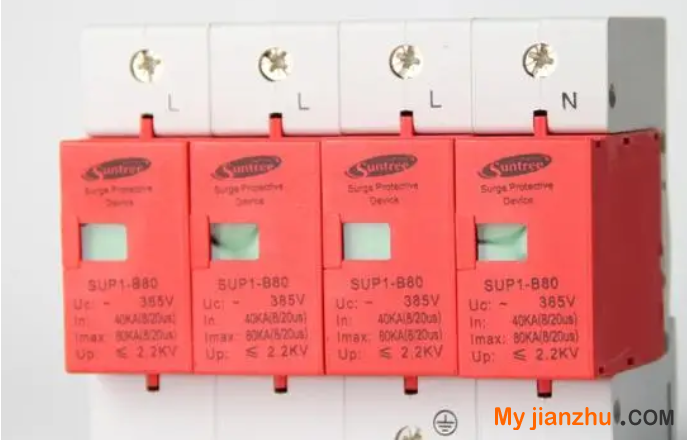 L
L
L
N
Suntree
Surge Protective
Device
SUP1-B80
Uc: ~ 385V
In: 40KA(8/20us)
Imax: 80KA(8/20us)
Up: ≤ 2.2KV
Suntree
Surge Protective
Device
SUP1-B80
Uc: ~ 385V
In: 40KA(8/20us)
Imax: 80KA(8/20us)
Up: ≤ 2.2KV
Suntree
Surge Protective
Device
SUP1-B80
Uc: ~ 385V
In: 40KA(8/20us)
Imax: 80KA(8/20us)
Up: ≤ 2.2KV
Suntree
Surge Protective
Device
SUP1-B80
Uc: ~ 385V
In: 40KA(8/20us)
Imax: 80KA(8/20us)
Up: ≤ 2.2KV
My jianzhu .COM